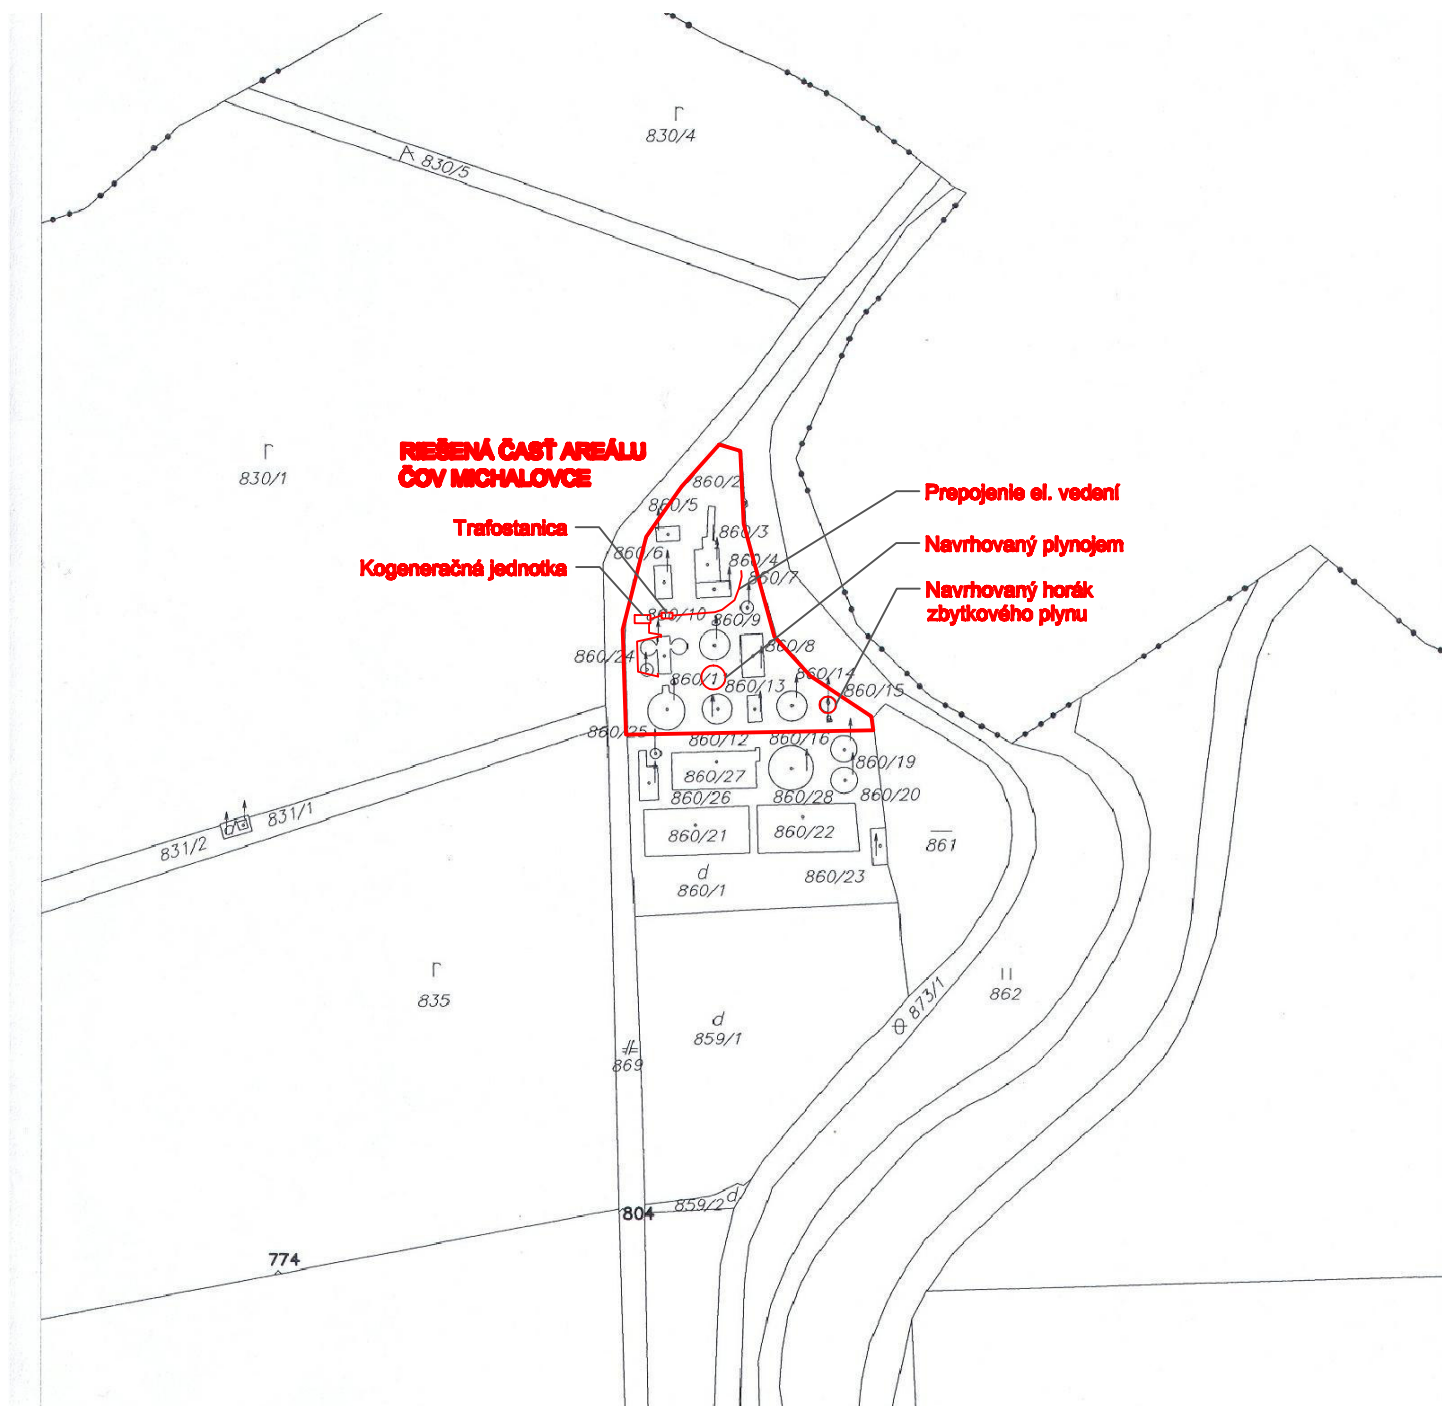 Γ
830/4
830/5
Γ
830/1
RIEŠENÁ ČASŤ AREÁLU
ČOV MICHALOVCE
Trafostanica
Kogeneračná jednotka
Prepojenie el. vedení
Navrhovaný plynojem
Navrhovaný horák
zbytkového plynu
860/2
860/5
860/3
860/6
860/4
860/7
860/10
860/9
860/8
860/24
860/1
860/13
860/14
860/15
860/25
860/12
860/16
860/19
860/27
860/26
860/28
860/20
860/21
860/22
861
d
860/1
860/23
831/1
831/2
Γ
835
d
859/1
873/1
II
862
869
859/2
d
804
774